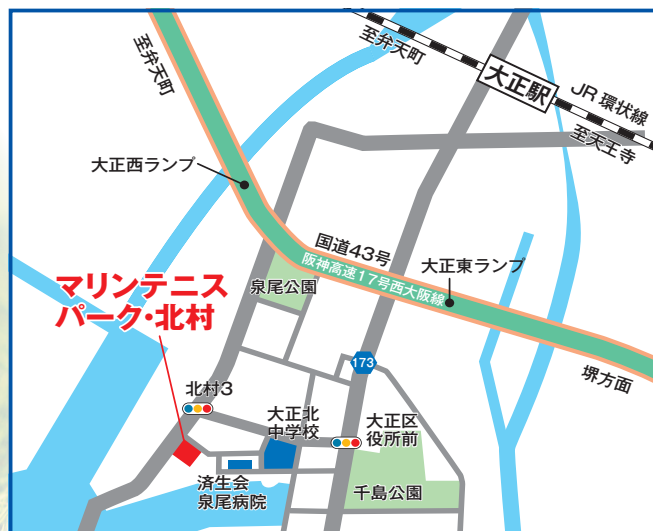 至弁天町
至弁天町
大正駅
JR環状線
至天王寺
大正西ランプ
国道43号
阪神高速17号西大阪線
大正東ランプ
マリンテニス
パーク・北村
泉尾公園
堺方面
173
北村3
大正北
中学校
大正区
役所前
済生会
泉尾病院
千島公園